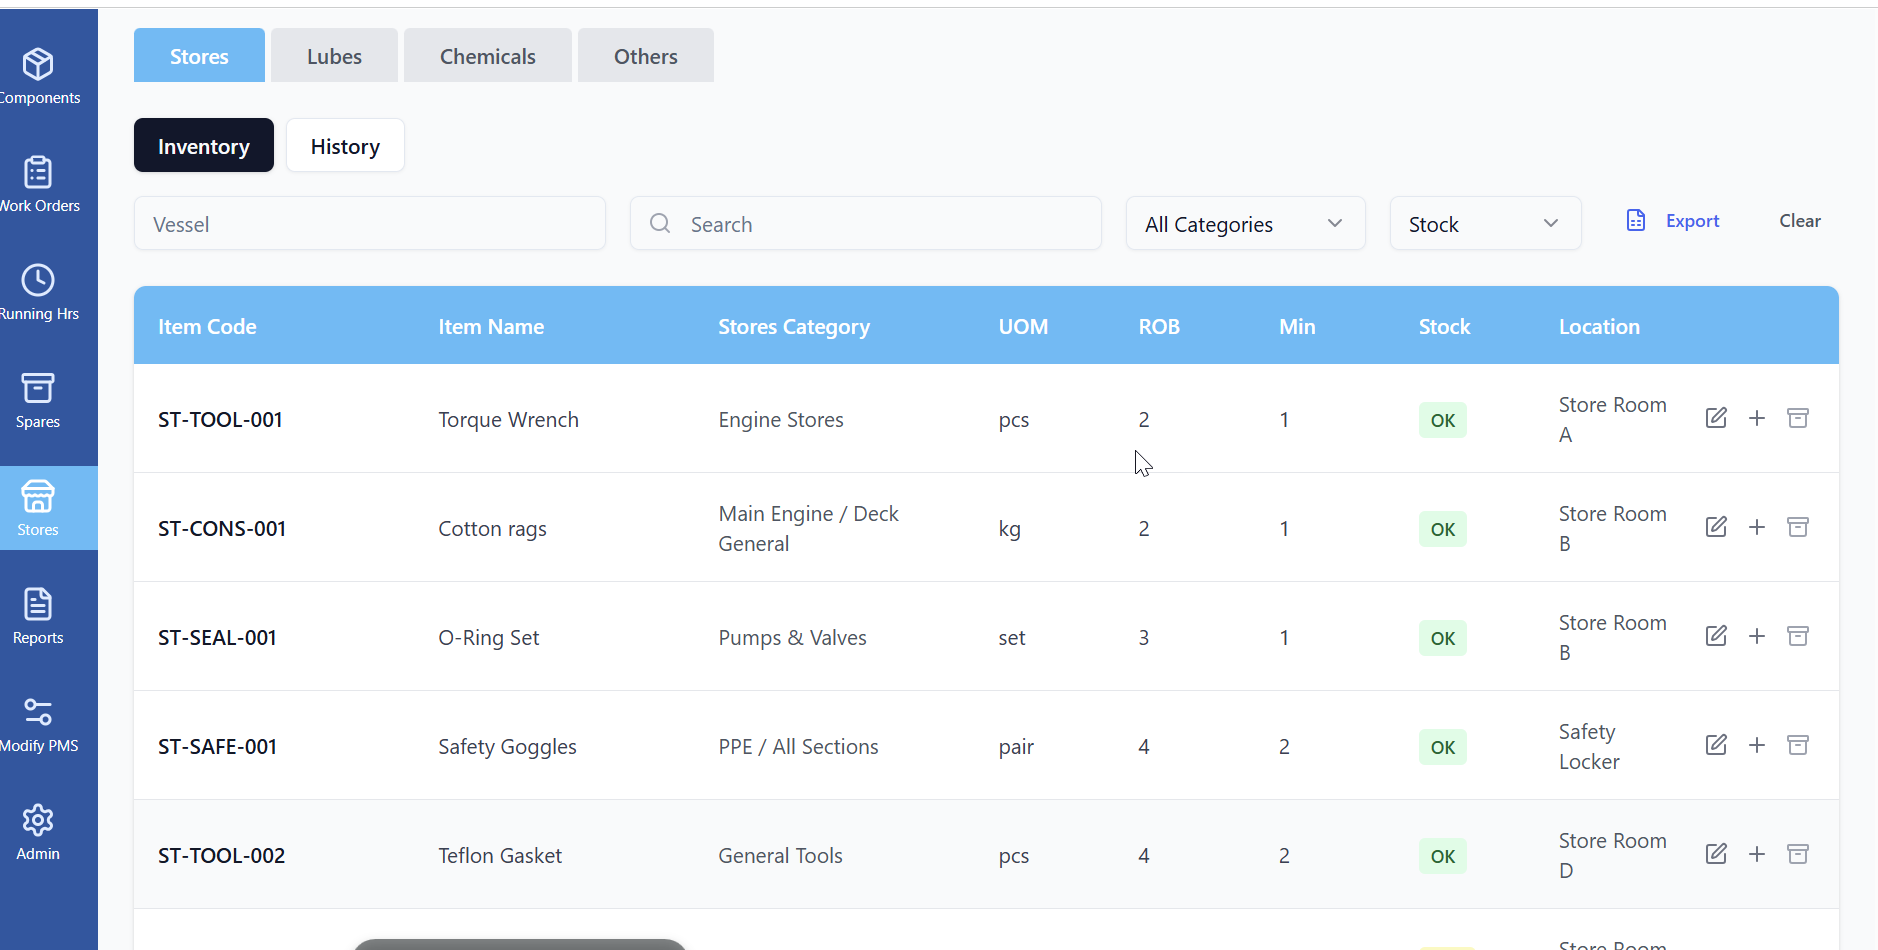 Components
Work Orders
Running Hrs
Spares
Stores
Reports
Modify PMS
Admin
Stores Lubes Chemicals Others
Inventory History
Vessel Search All Categories Stock Export Clear
Item Code Item Name Stores Category UOM ROB Min Stock Location
ST-TOOL-001 Torque Wrench Engine Stores pcs 2 1 OK Store Room
A
ST-CONS-001 Cotton rags Main Engine / Deck
General kg 2 1 OK Store Room
B
ST-SEAL-001 O-Ring Set Pumps & Valves set 3 1 OK Store Room
B
ST-SAFE-001 Safety Goggles PPE / All Sections pair 4 2 OK Safety
Locker
ST-TOOL-002 Teflon Gasket General Tools pcs 4 2 OK Store Room
D
Store Room